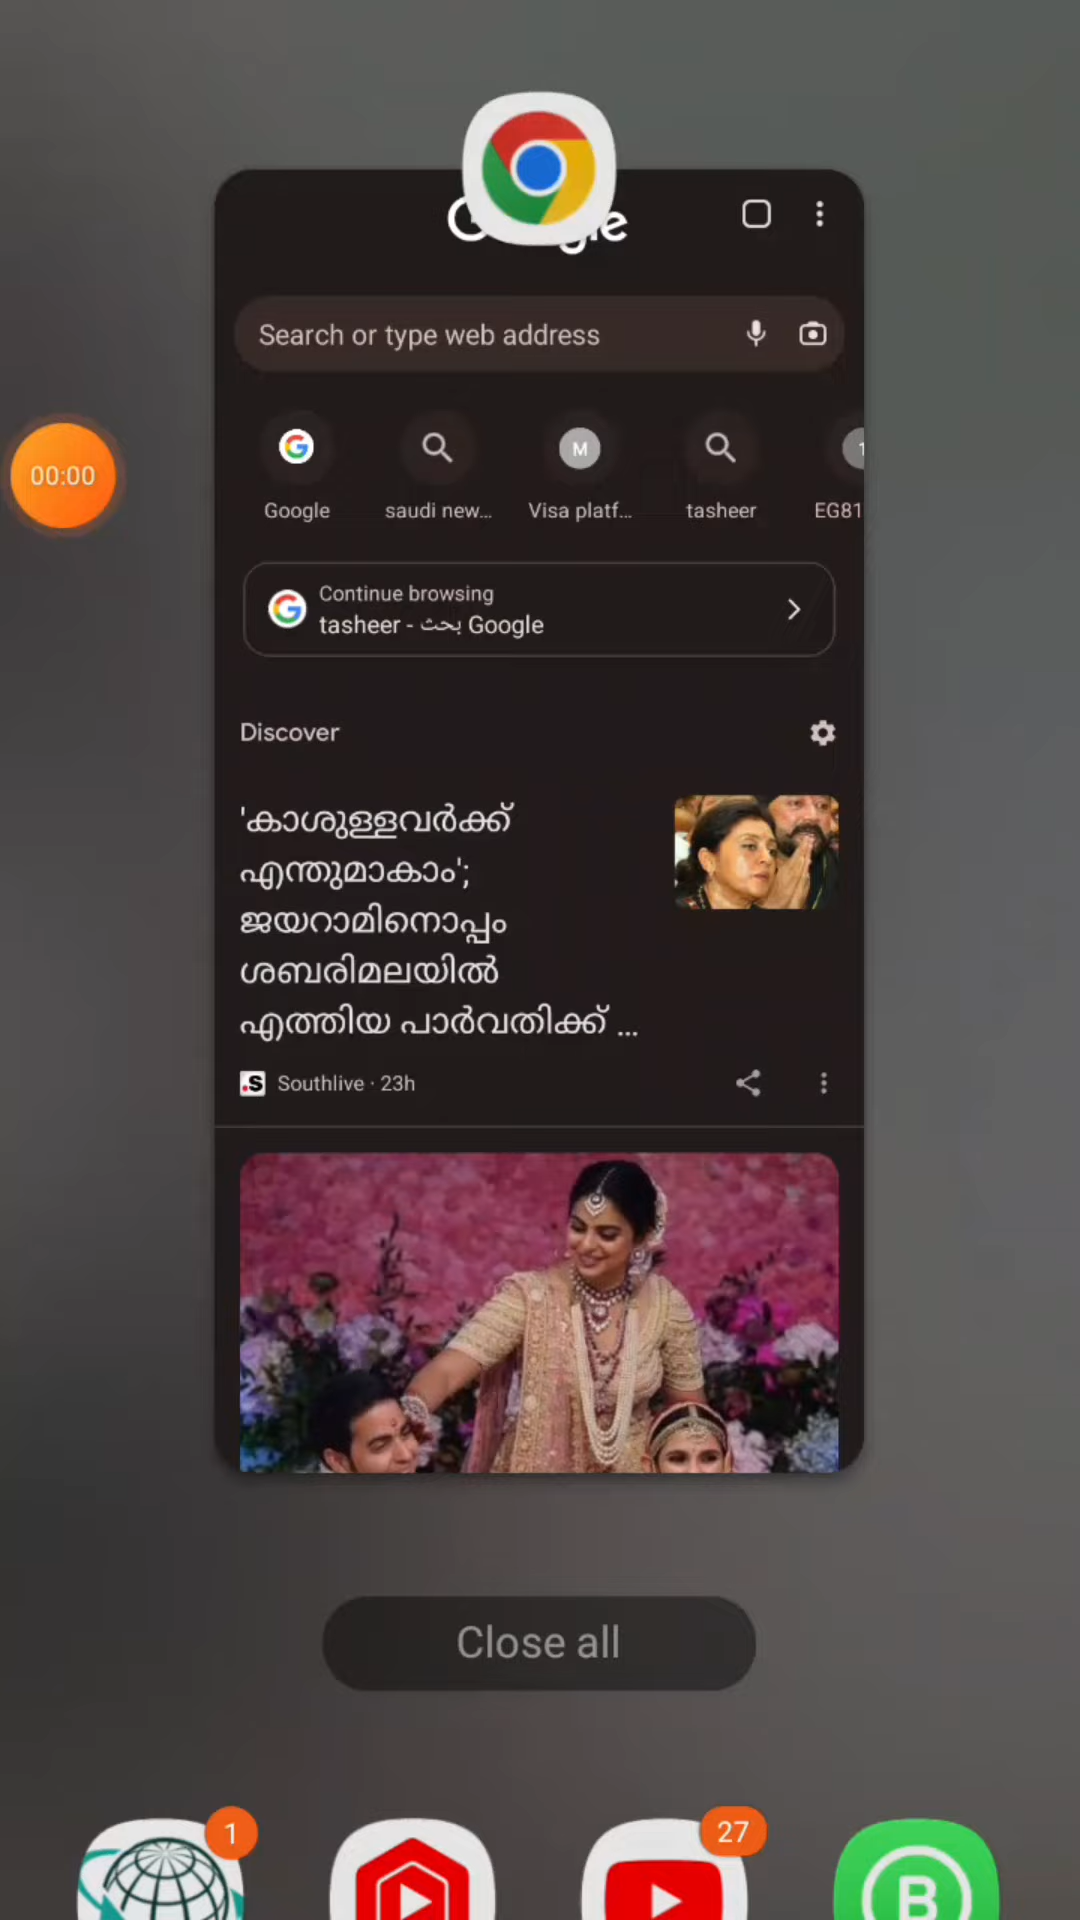 Search or type web address
00:00
M
1
Google
saudi new...
Visa platf...
tasheer
EG81
Continue browsing
tasheer - بحث Google
Discover
'കാശുള്ളവർക്ക്
എന്തുമാകാം';
ജയറാമിനൊപ്പം
ശബരിമലയിൽ
എത്തിയ പാർവതിക്ക് ...
.S Southlive · 23h
Close all
1
27
B